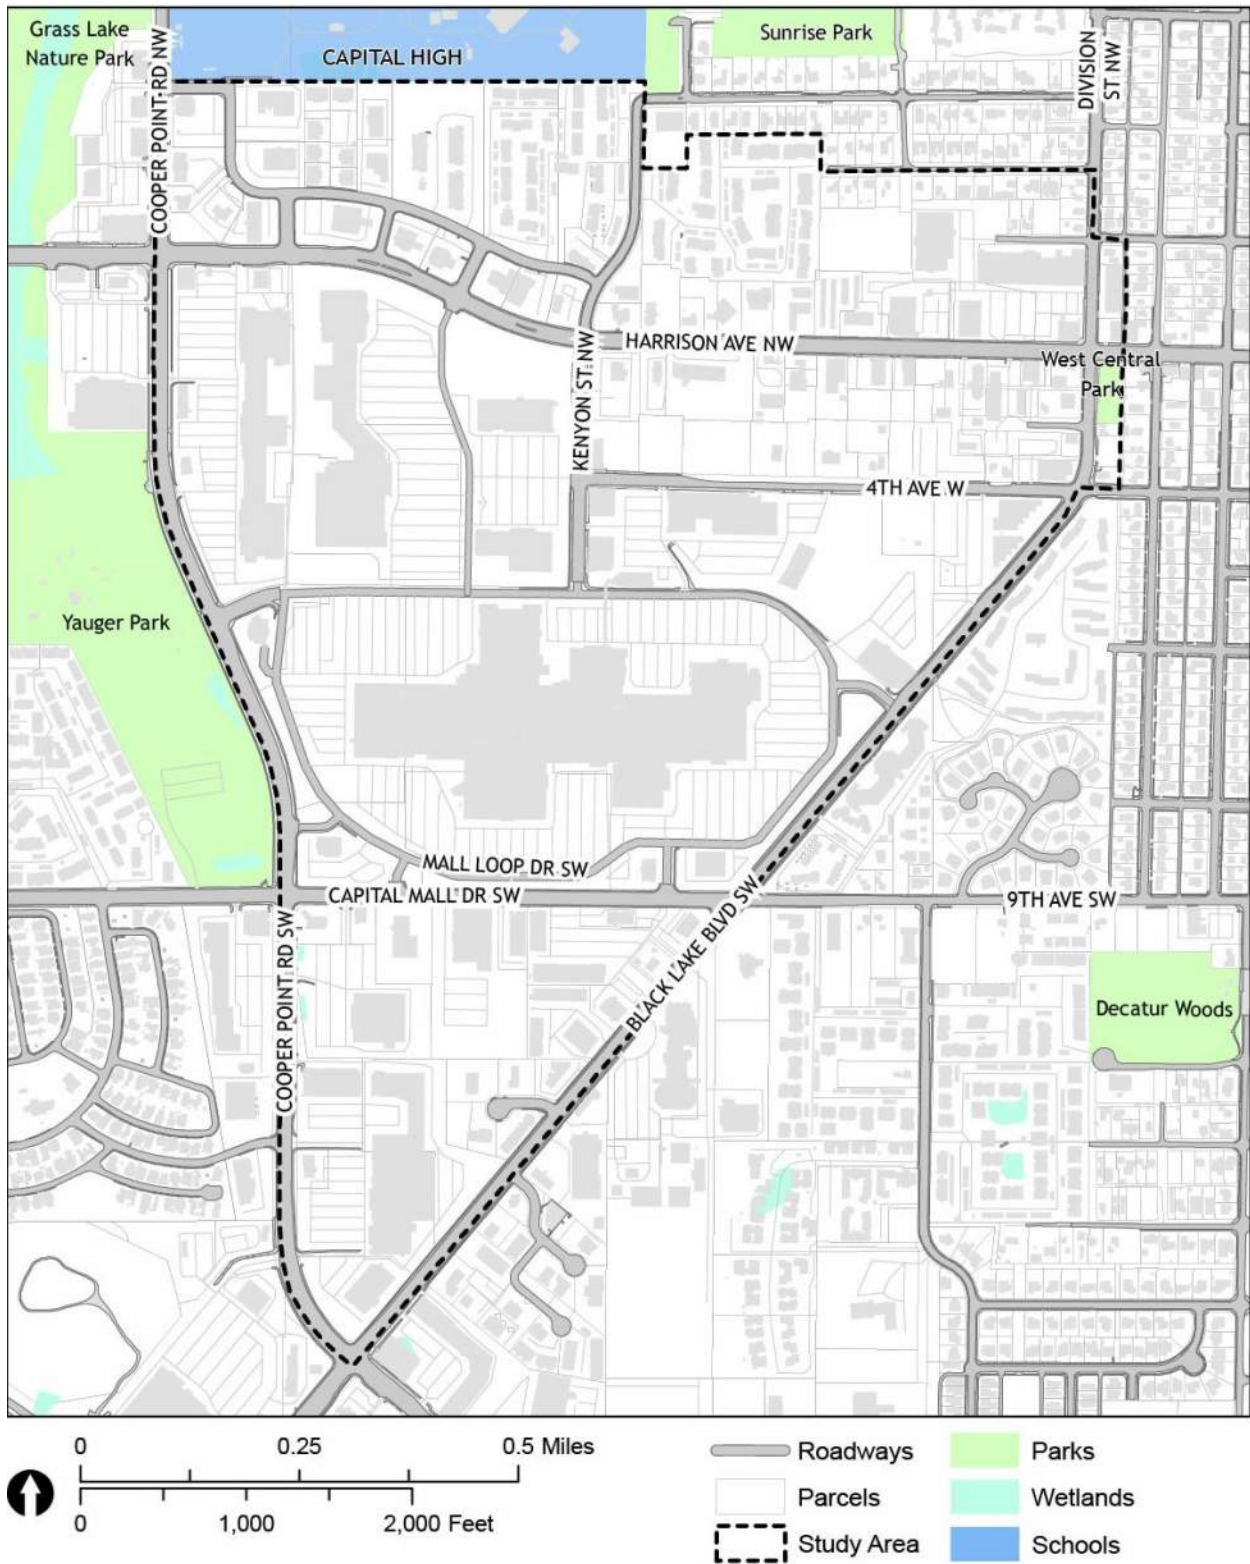 Grass Lake
Nature Park
COOPER POINT RD NW
CAPITAL HIGH
Sunrise Park
DIVISION
ST NW
HARRISON AVE NW
KENYON ST NW
West Central
Park
4TH AVE W
Yauger Park
MALL LOOP DR SW
CAPITAL MALL DR SW
9TH AVE SW
BLACK LAKE BLVD SW
COOPER POINT RD SW
Decatur Woods
0 0.25 0.5 Miles
0 1,000 2,000 Feet
Roadways
Parcels
Study Area
Parks
Wetlands
Schools